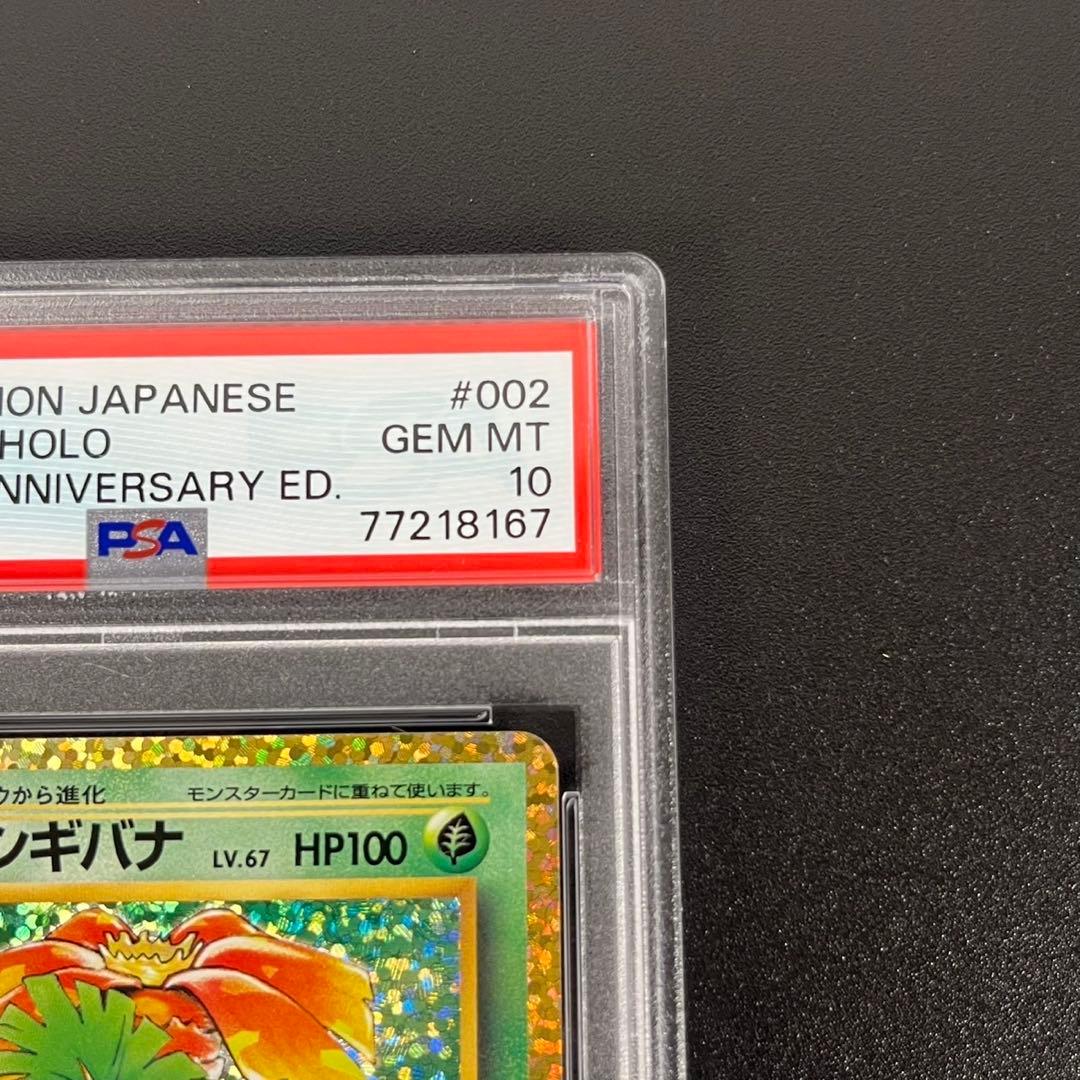 ION JAPANESE #002
HOLO GEM MT
NNIVERSARY ED. 10
PSA 77218167
ウから進化 モンスターカードに重ねて使います。
ンギバナ LV.67 HP100